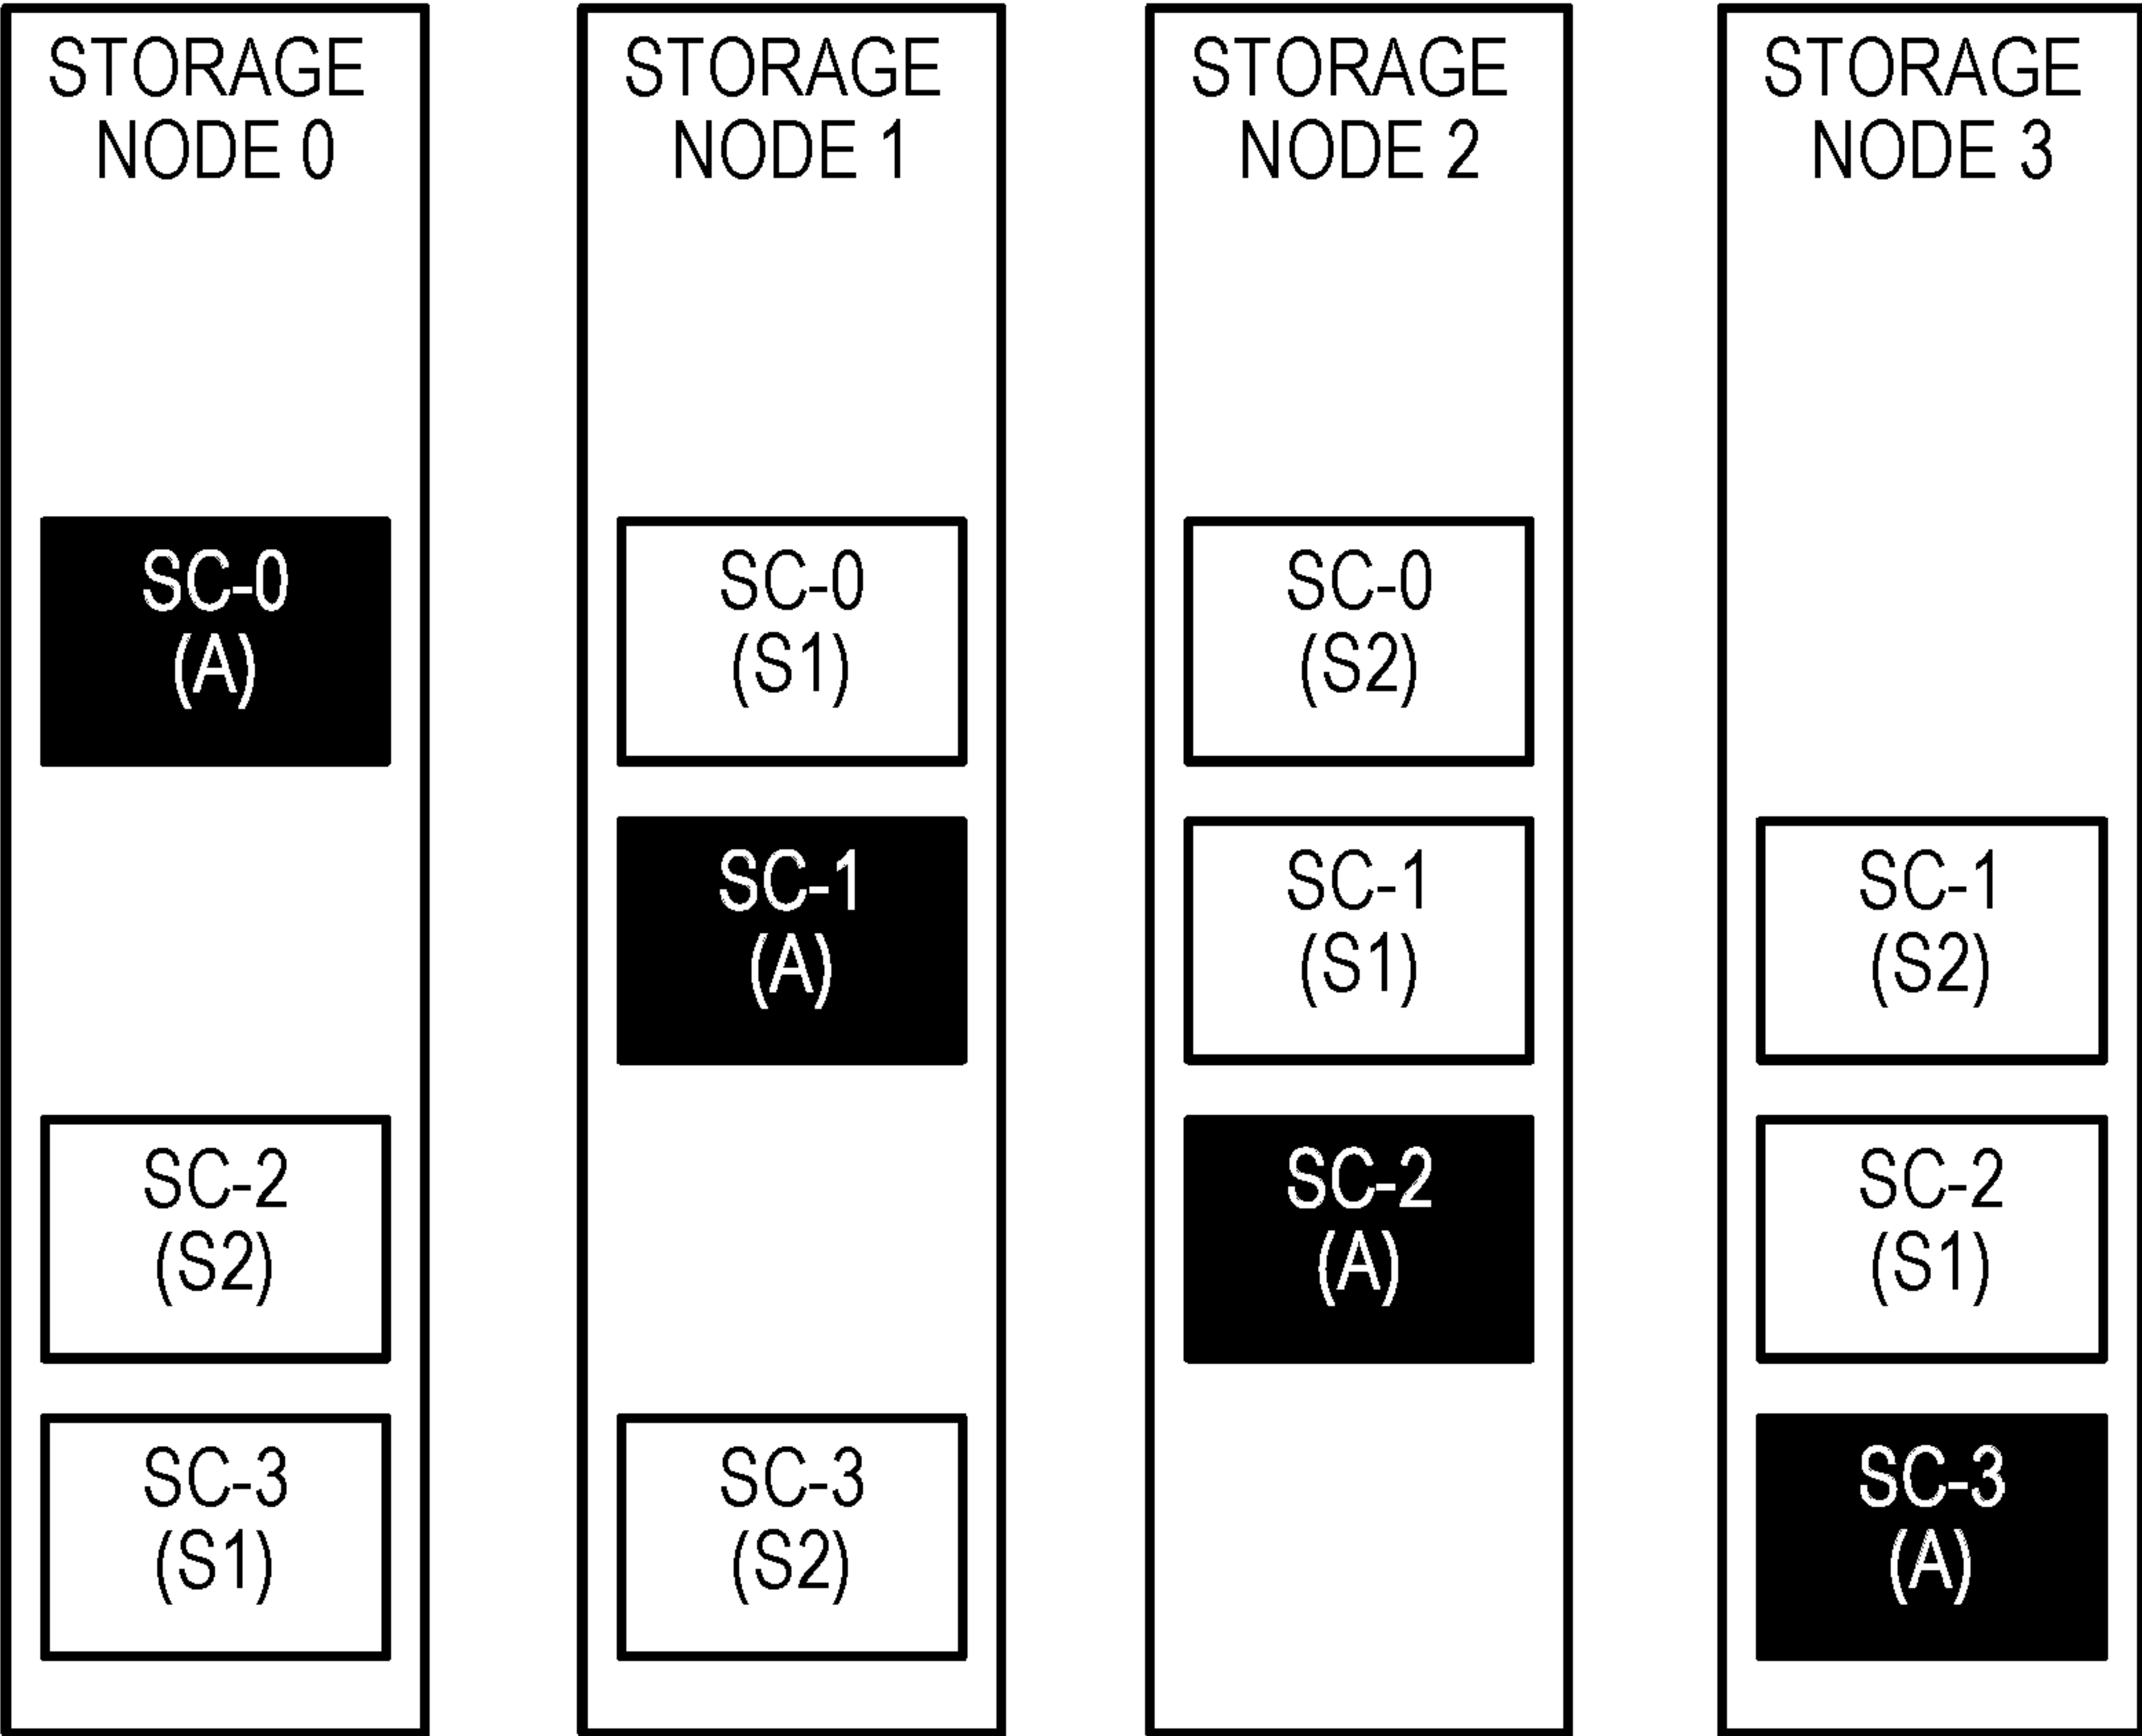 STORAGE
NODE 0
SC-0
(A)
SC-2
(S2)
SC-3
(S1)
STORAGE
NODE 1
SC-0
(S1)
SC-1
(A)
SC-3
(S2)
STORAGE
NODE 2
SC-0
(S2)
SC-1
(S1)
SC-2
(A)
STORAGE
NODE 3
SC-1
(S2)
SC-2
(S1)
SC-3
(A)